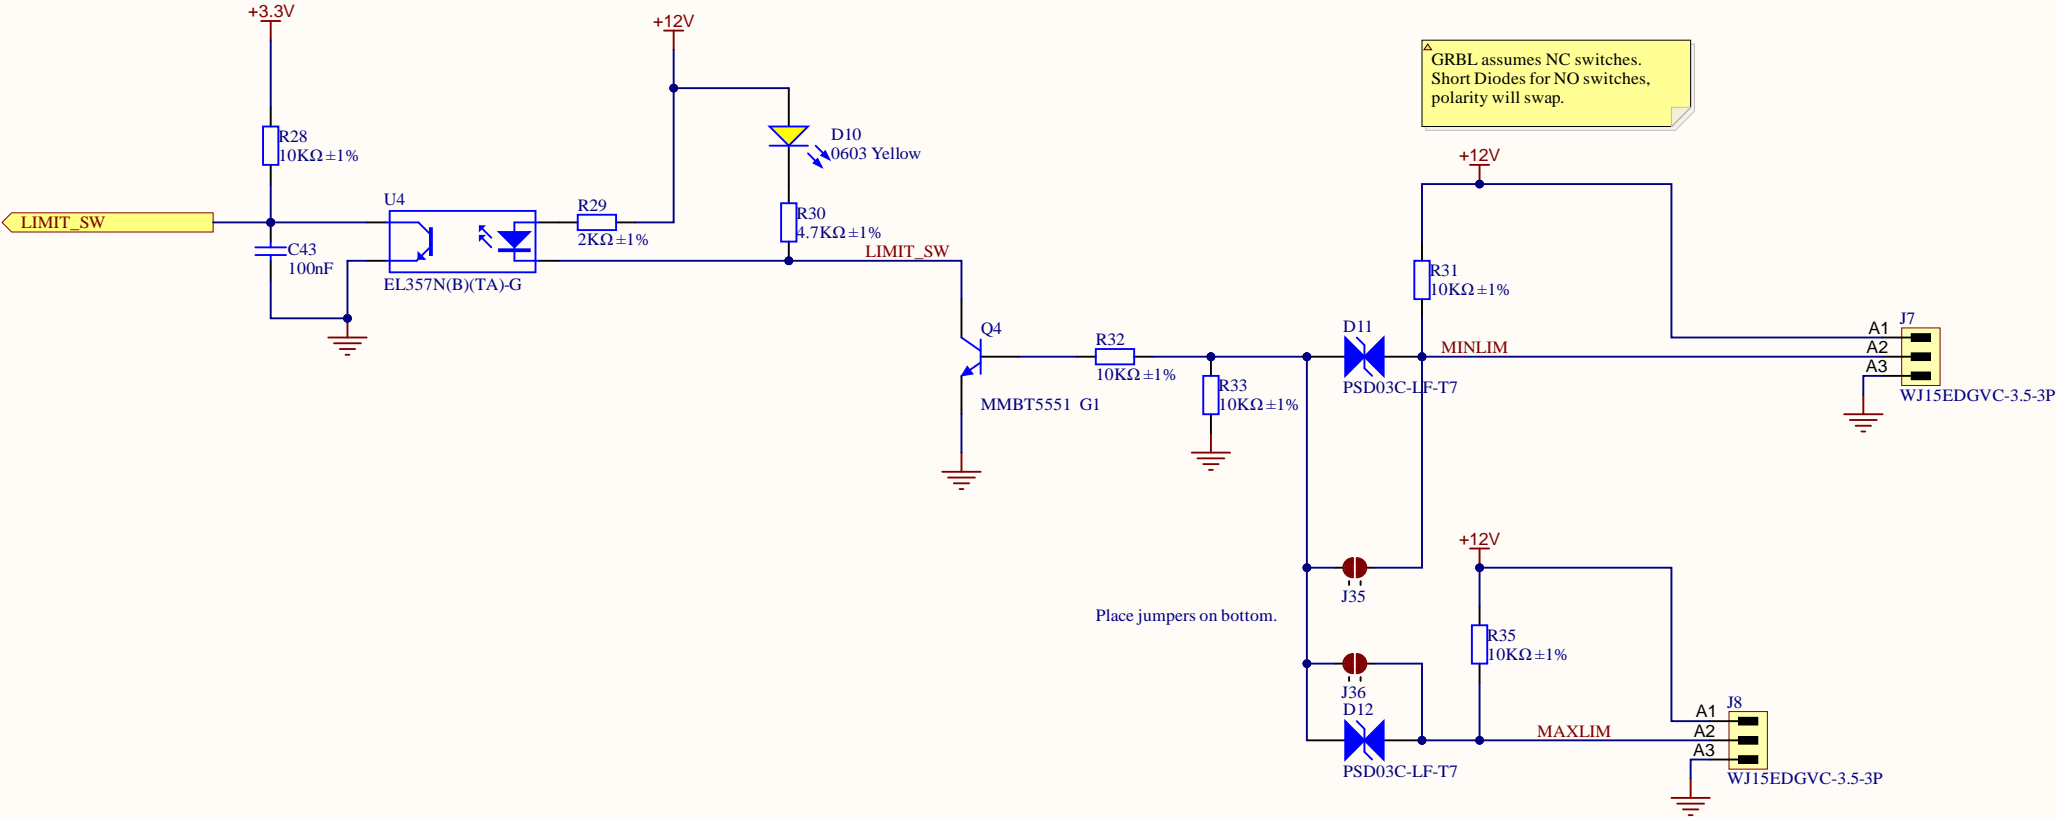 +3.3V
+12V
GRBL assumes NC switches.
Short Diodes for NO switches,
polarity will swap.
R28
10KΩ±1%
D10
0603 Yellow
+12V
U4
R29
2KΩ±1%
R30
4.7KΩ±1%
LIMIT_SW
LIMIT_SW
C43
100nF
EL357N(B)(TA)-G
R31
10KΩ±1%
Q4
MMBT5551 G1
R32
10KΩ±1%
R33
10KΩ±1%
D11
PSD03C-LF-T7
MINLIM
J7
A1
A2
A3
WJ15EDGVC-3.5-3P
J35
Place jumpers on bottom.
+12V
R35
10KΩ±1%
J36
D12
PSD03C-LF-T7
MAXLIM
J8
A1
A2
A3
WJ15EDGVC-3.5-3P